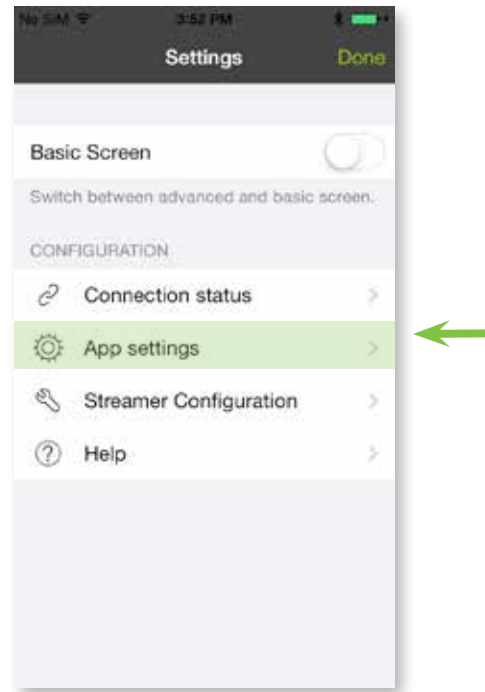 No SIM 3:52 PM
Settings Done
Basic Screen
Switch between advanced and basic screen.
CONFIGURATION
Connection status
App settings
Streamer Configuration
Help